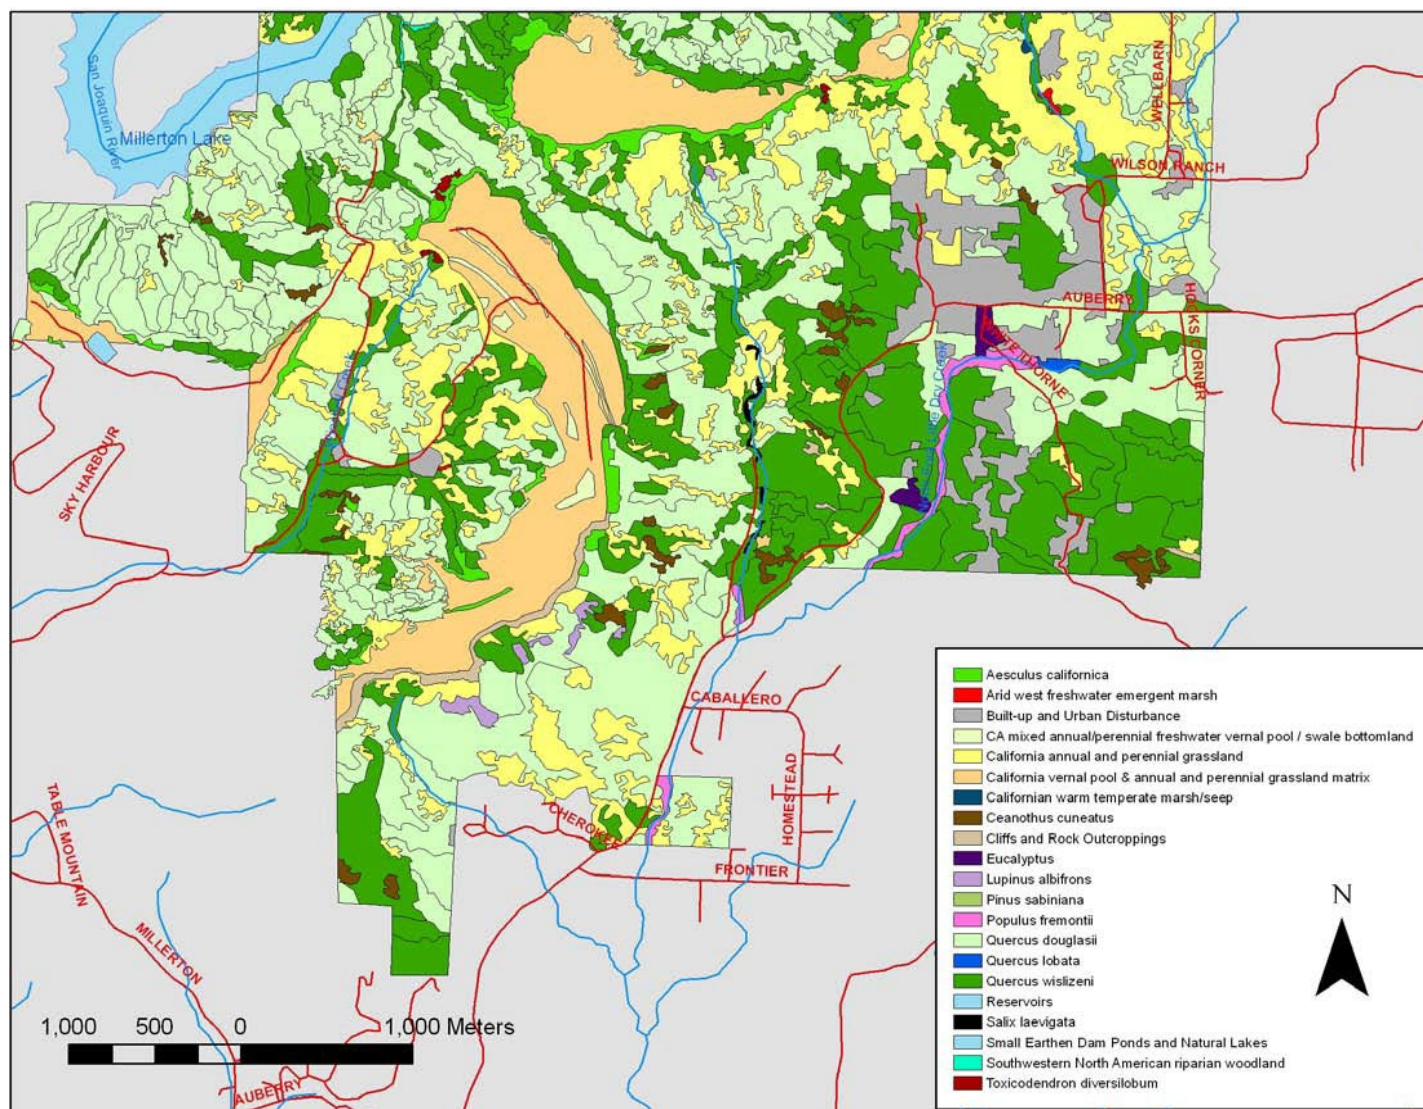 San Joaquin River
Millerton Lake
WELLBARN
WILSON RANCH
AUBERRY
HONKS CORNER
THORNE
Dry Creek
Creek
SKY HARBOUR
CABALLERO
HOMESTEAD
CHEROKEE
FRONTIER
TABLE MOUNTAIN
MILLERTON
AUBERRY
1,000 500 0 1,000 Meters
N
Aesculus californica
Arid west freshwater emergent marsh
Built-up and Urban Disturbance
CA mixed annual/perennial freshwater vernal pool / swale bottomland
California annual and perennial grassland
California vernal pool & annual and perennial grassland matrix
Californian warm temperate marsh/seep
Ceanothus cuneatus
Cliffs and Rock Outcroppings
Eucalyptus
Lupinus albifrons
Pinus sabiniana
Populus fremontii
Quercus douglasii
Quercus lobata
Quercus wislizeni
Reservoirs
Salix laevigata
Small Earthen Dam Ponds and Natural Lakes
Southwestern North American riparian woodland
Toxicodendron diversilobum